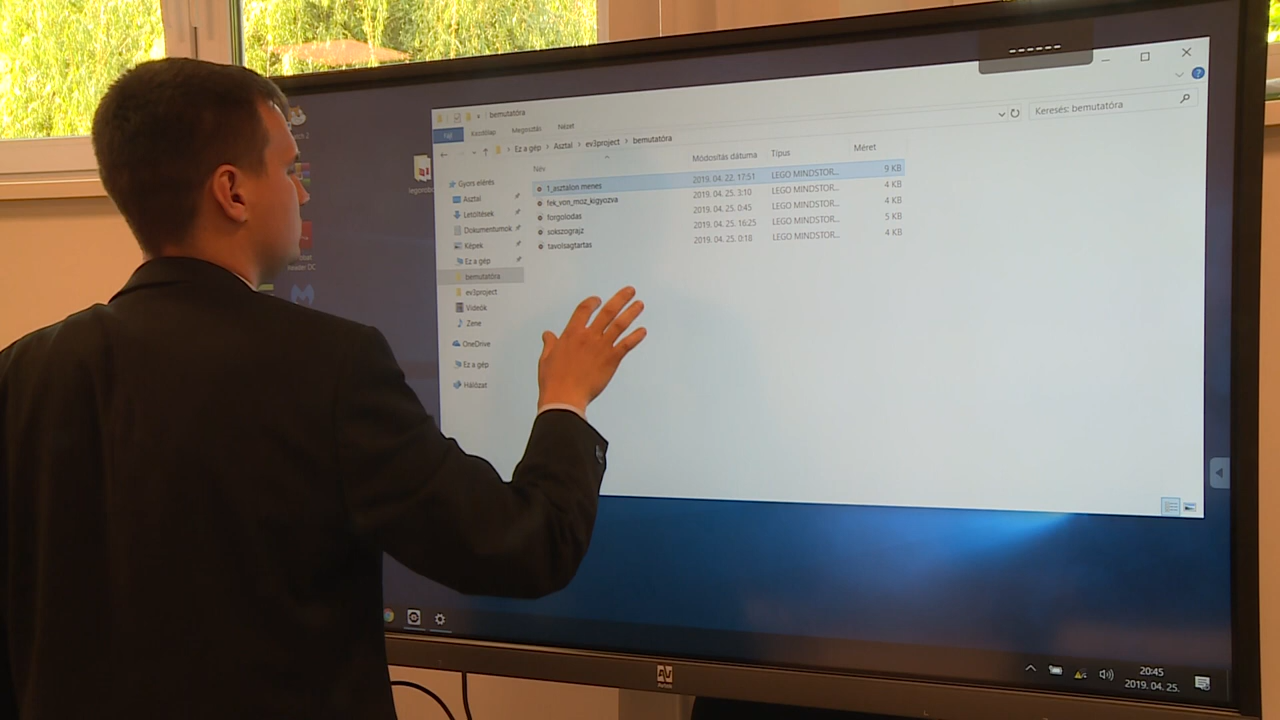 ------
bemutatóra
Fájl Kezdőlap Megosztás Nézet
Ez a gép Asztal ev3project bemutatóra
Keresés: bemutatóra
Név Módosítás dátuma Típus Méret
1_asztalon menes 2019. 04. 22. 17:51 LEGO MINDSTOR... 9 KB
fek_von_moz_kigyozva 2019. 04. 25. 3:10 LEGO MINDSTOR... 4 KB
forgolodas 2019. 04. 25. 0:45 LEGO MINDSTOR... 4 KB
sokszograjz 2019. 04. 25. 16:25 LEGO MINDSTOR... 5 KB
tavolsagtartas 2019. 04. 25. 0:18 LEGO MINDSTOR... 4 KB
Gyors elérés
Asztal
Letöltések
Dokumentumok
Képek
Ez a gép
bemutatóra
ev3project
Videók
Zene
OneDrive
Ez a gép
Hálózat
20:45
2019. 04. 25.
AV